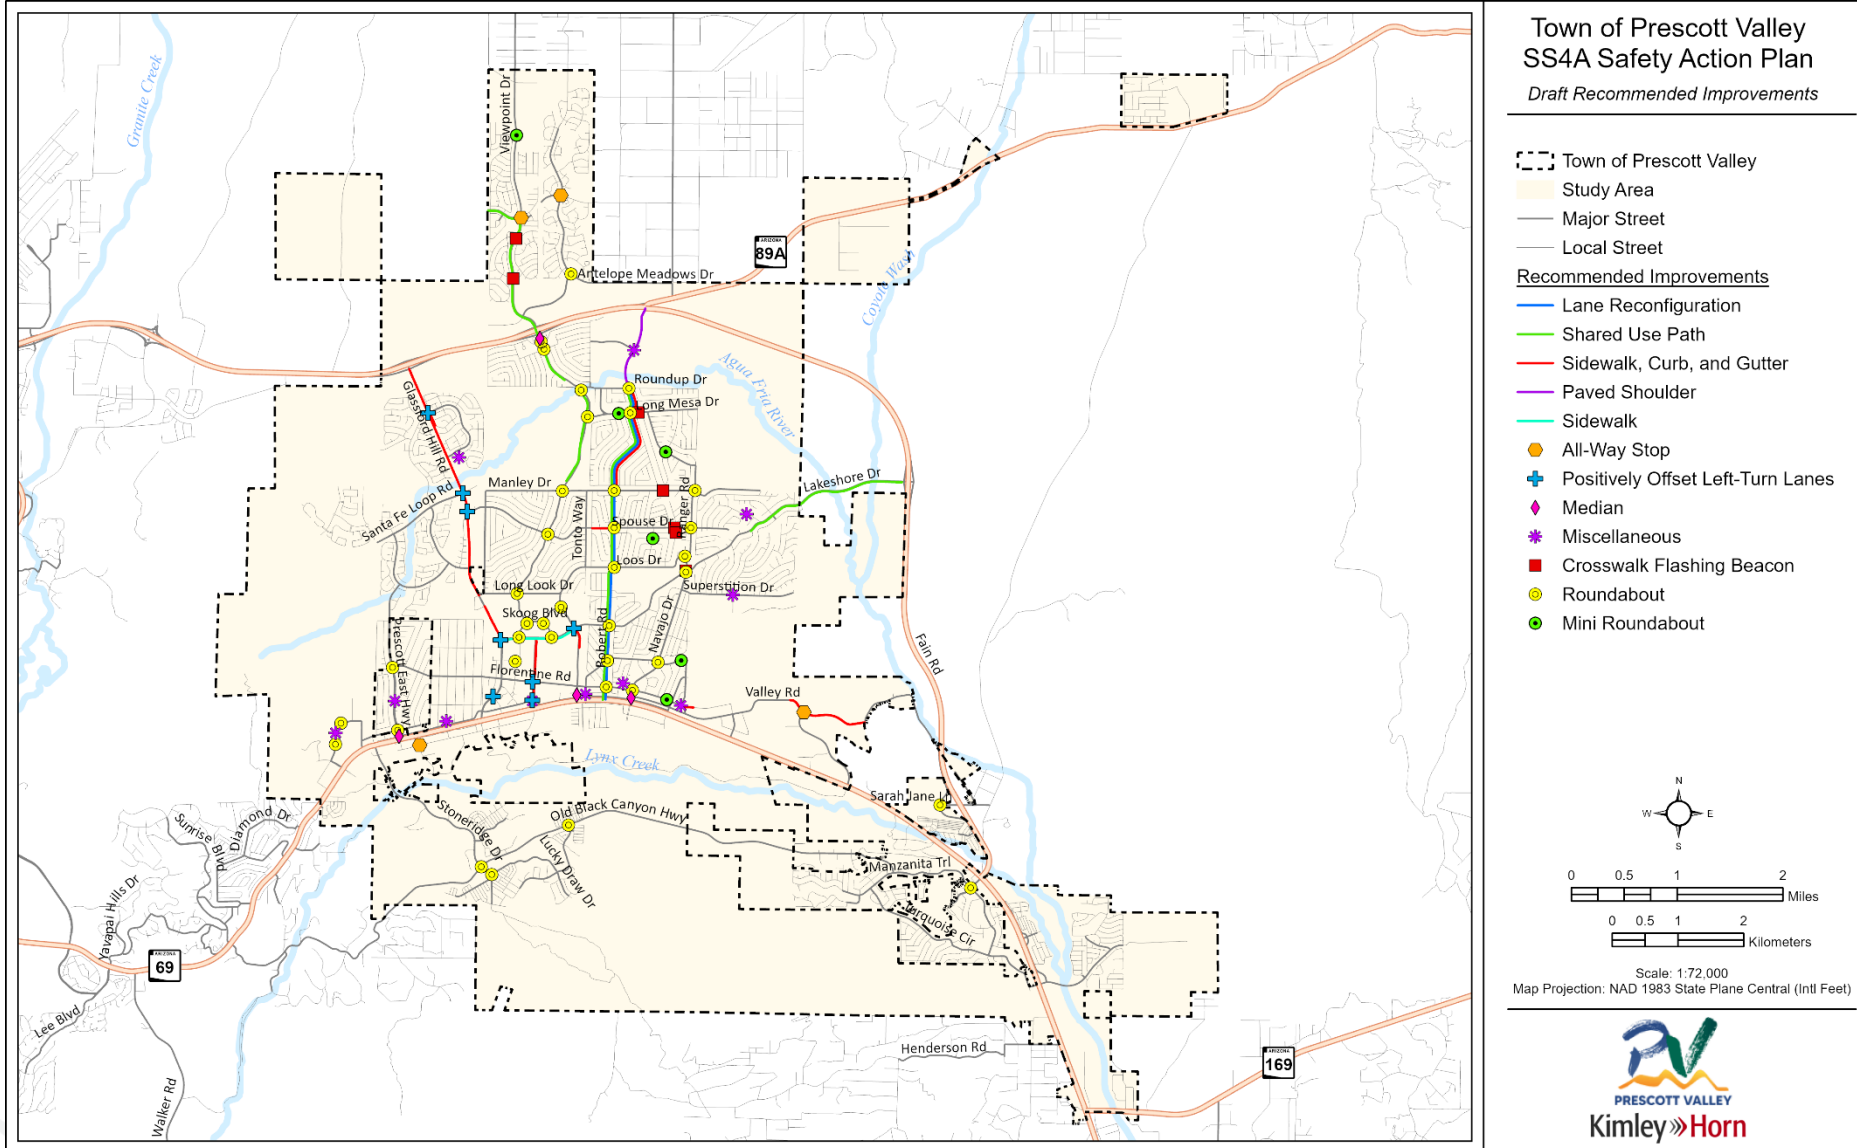 Town of Prescott Valley
SS4A Safety Action Plan
Draft Recommended Improvements
Town of Prescott Valley
Study Area
Major Street
Local Street
Recommended Improvements
Lane Reconfiguration
Shared Use Path
Sidewalk, Curb, and Gutter
Paved Shoulder
Sidewalk
All-Way Stop
Positively Offset Left-Turn Lanes
Median
Miscellaneous
Crosswalk Flashing Beacon
Roundabout
Mini Roundabout
N
W E
S
0 0.5 1 2
Miles
0 0.5 1 2
Kilometers
Scale: 1:72,000
Map Projection: NAD 1983 State Plane Central (Intl Feet)
PV
PRESCOTT VALLEY
Kimley»Horn
Granite Creek
Viewpoint Dr
ARIZONA
89A
Antelope Meadows Dr
Coyote Wash
Agua Fria River
Roundup Dr
Long Mesa Dr
Glassford Hill Rd
Lakeshore Dr
Manley Dr
Ranger Rd
Santa Fe Loop Rd
Tonto Way
Spouse Dr
Loos Dr
Long Look Dr
Superstition Dr
Skoog Blvd
Robert Rd
Navajo Dr
Fain Rd
Prescott East Hwy
Florentine Rd
Valley Rd
Lynx Creek
Sarah Jane Ln
Stoneridge Dr
Old Black Canyon Hwy
Lucky Draw Dr
Sunrise Blvd
Diamond Dr
Manzanita Trl
Turquoise Cir
Yavapai Hills Dr
ARIZONA
69
Lee Blvd
Henderson Rd
ARIZONA
169
Walker Rd